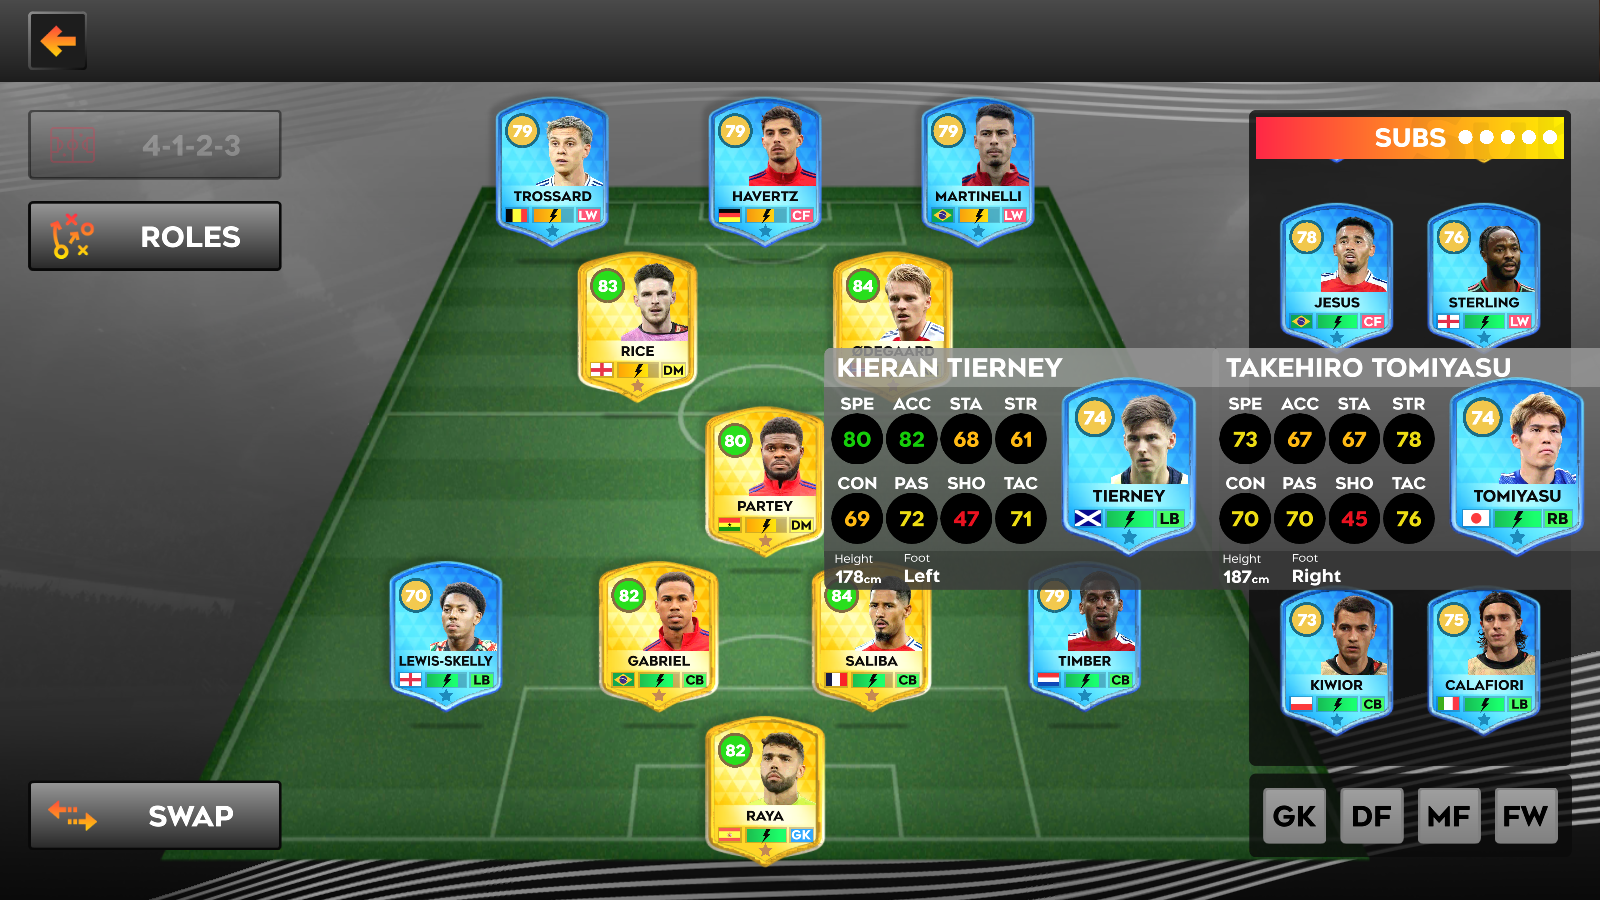 4-1-2-3
ROLES
SWAP
79
TROSSARD
LW
79
HAVERTZ
CF
79
MARTINELLI
LW
83
RICE
DM
84
ØDEGAARD
80
PARTEY
DM
70
LEWIS-SKELLY
LB
82
GABRIEL
CB
84
SALIBA
CB
79
TIMBER
CB
82
RAYA
GK
SUBS
78
JESUS
CF
76
STERLING
LW
KIERAN TIERNEY
SPE ACC STA STR
80 82 68 61
CON PAS SHO TAC
69 72 47 71
Height Foot
178cm Left
74
TIERNEY
LB
TAKEHIRO TOMIYASU
SPE ACC STA STR
73 67 67 78
CON PAS SHO TAC
70 70 45 76
Height Foot
187cm Right
74
TOMIYASU
RB
73
KIWIOR
CB
75
CALAFIORI
LB
GK DF MF FW